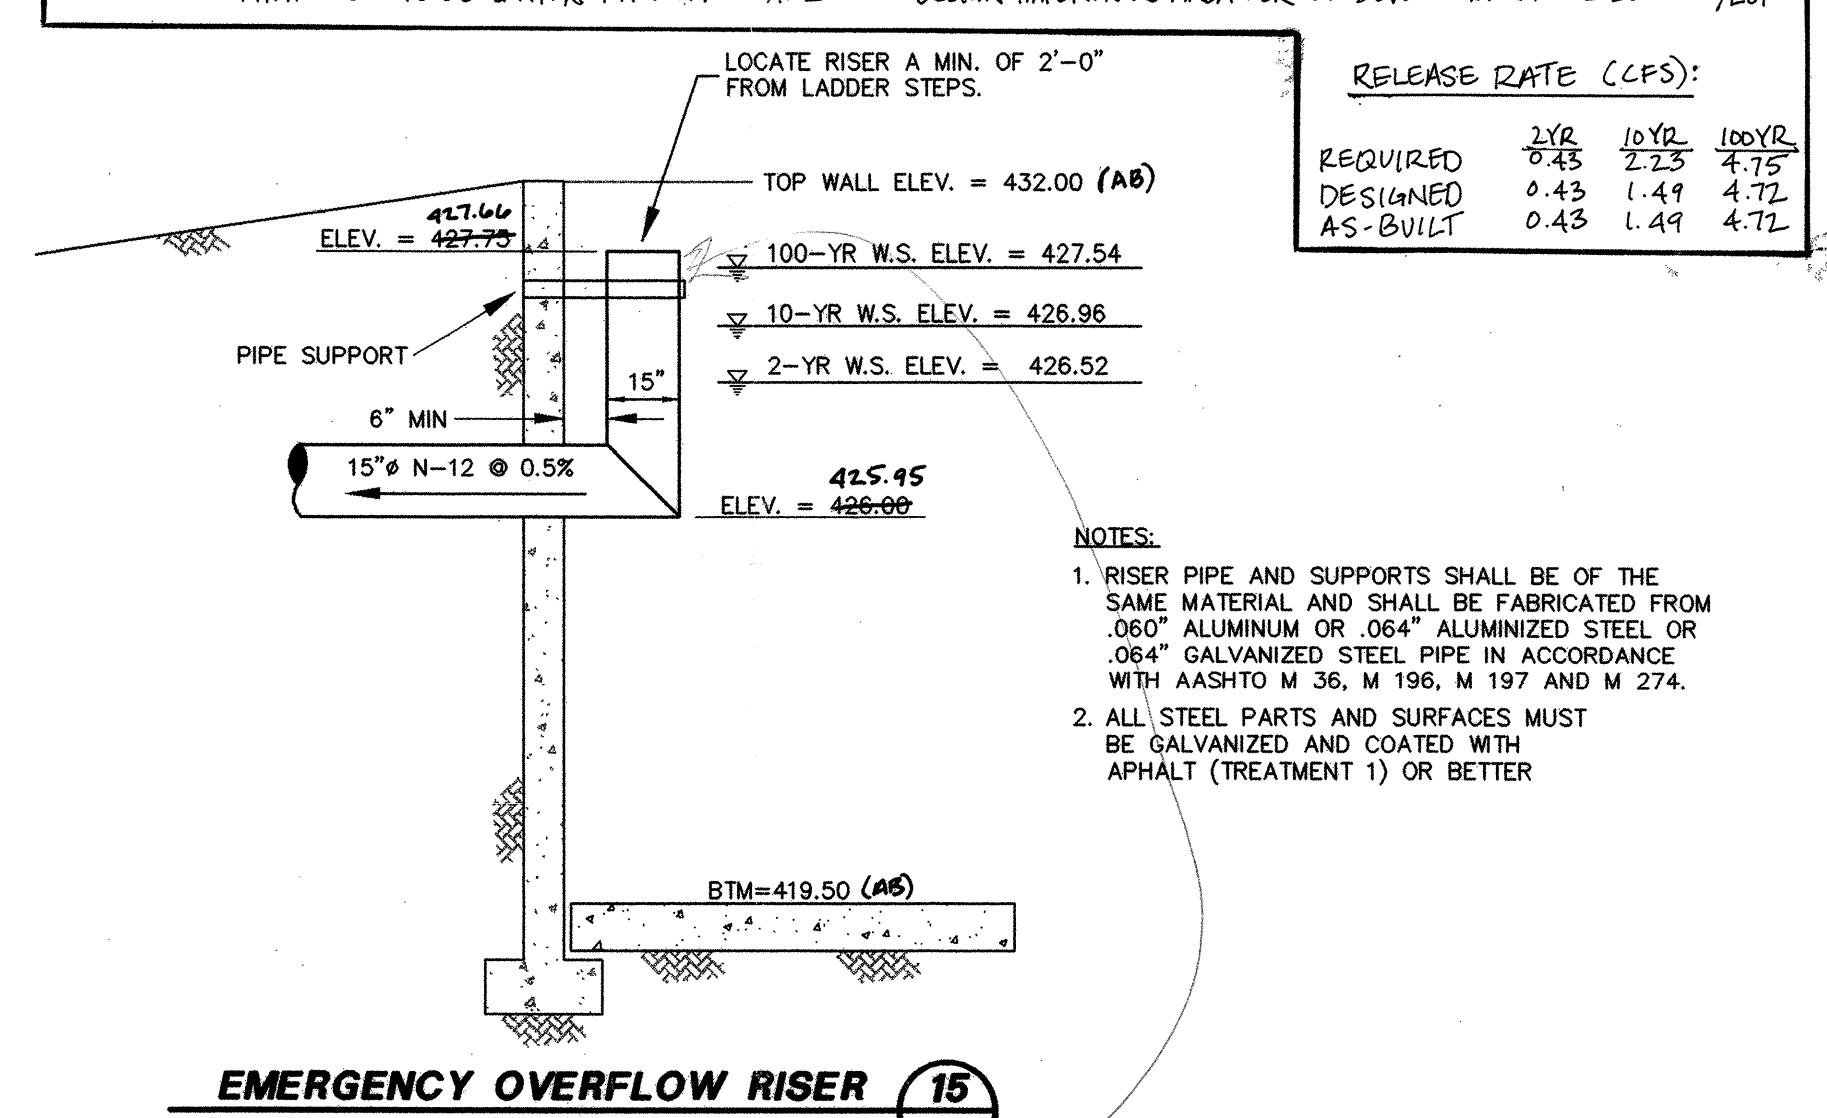 LOCATE RISER A MIN. OF 2'-0"
FROM LADDER STEPS.
RELEASE RATE (CFS):
2YR 10YR 100YR
REQUIRED 0.43 2.23 4.75
DESIGNED 0.43 1.49 4.72
AS-BUILT 0.43 1.49 4.72
TOP WALL ELEV. = 432.00 (AB)
427.66
ELEV. = 427.75
100-YR W.S. ELEV. = 427.54
10-YR W.S. ELEV. = 426.96
PIPE SUPPORT
2-YR W.S. ELEV. = 426.52
15"
6" MIN
15"ø N-12 @ 0.5%
425.95
ELEV. = 426.00
NOTES:
1. RISER PIPE AND SUPPORTS SHALL BE OF THE
SAME MATERIAL AND SHALL BE FABRICATED FROM
.060" ALUMINUM OR .064" ALUMINIZED STEEL OR
.064" GALVANIZED STEEL PIPE IN ACCORDANCE
WITH AASHTO M 36, M 196, M 197 AND M 274.
2. ALL STEEL PARTS AND SURFACES MUST
BE GALVANIZED AND COATED WITH
APHALT (TREATMENT 1) OR BETTER
BTM=419.50 (AB)
EMERGENCY OVERFLOW RISER 15